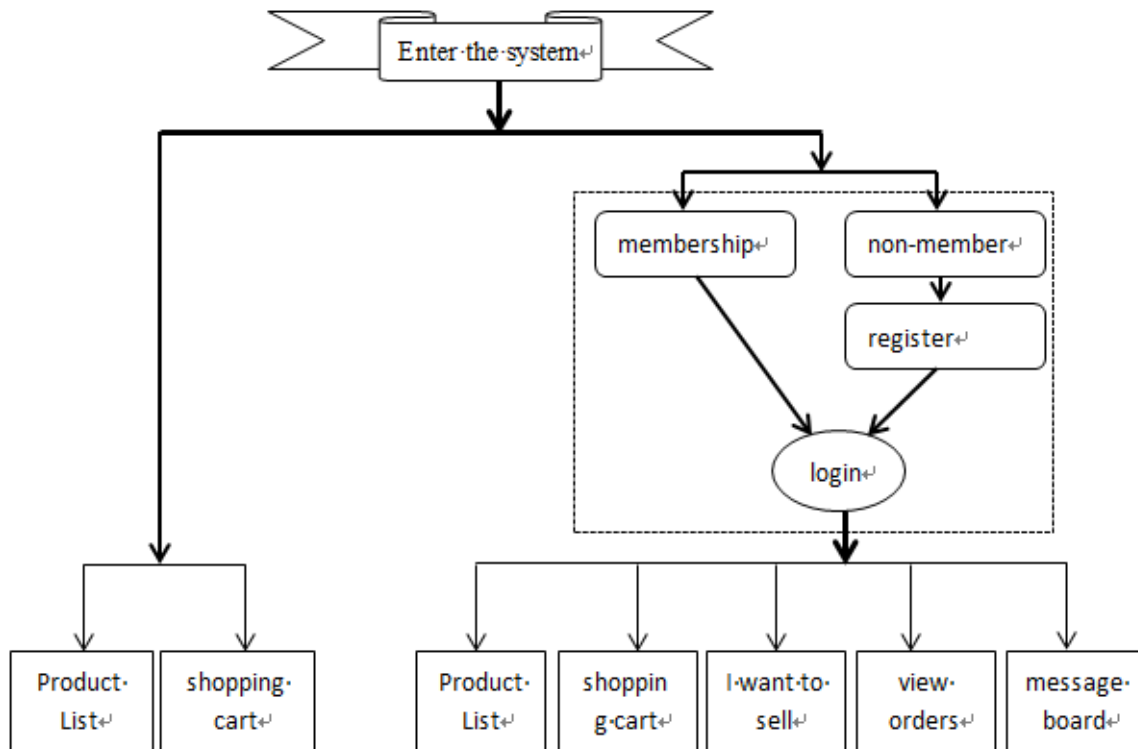 Enter·the·system↵
membership↵
non-member↵
register↵
login↵
Product·
List↵
shopping·
cart↵
Product·
List↵
shoppin
g·cart↵
I·want·to·
sell↵
view·
orders↵
message·
board↵